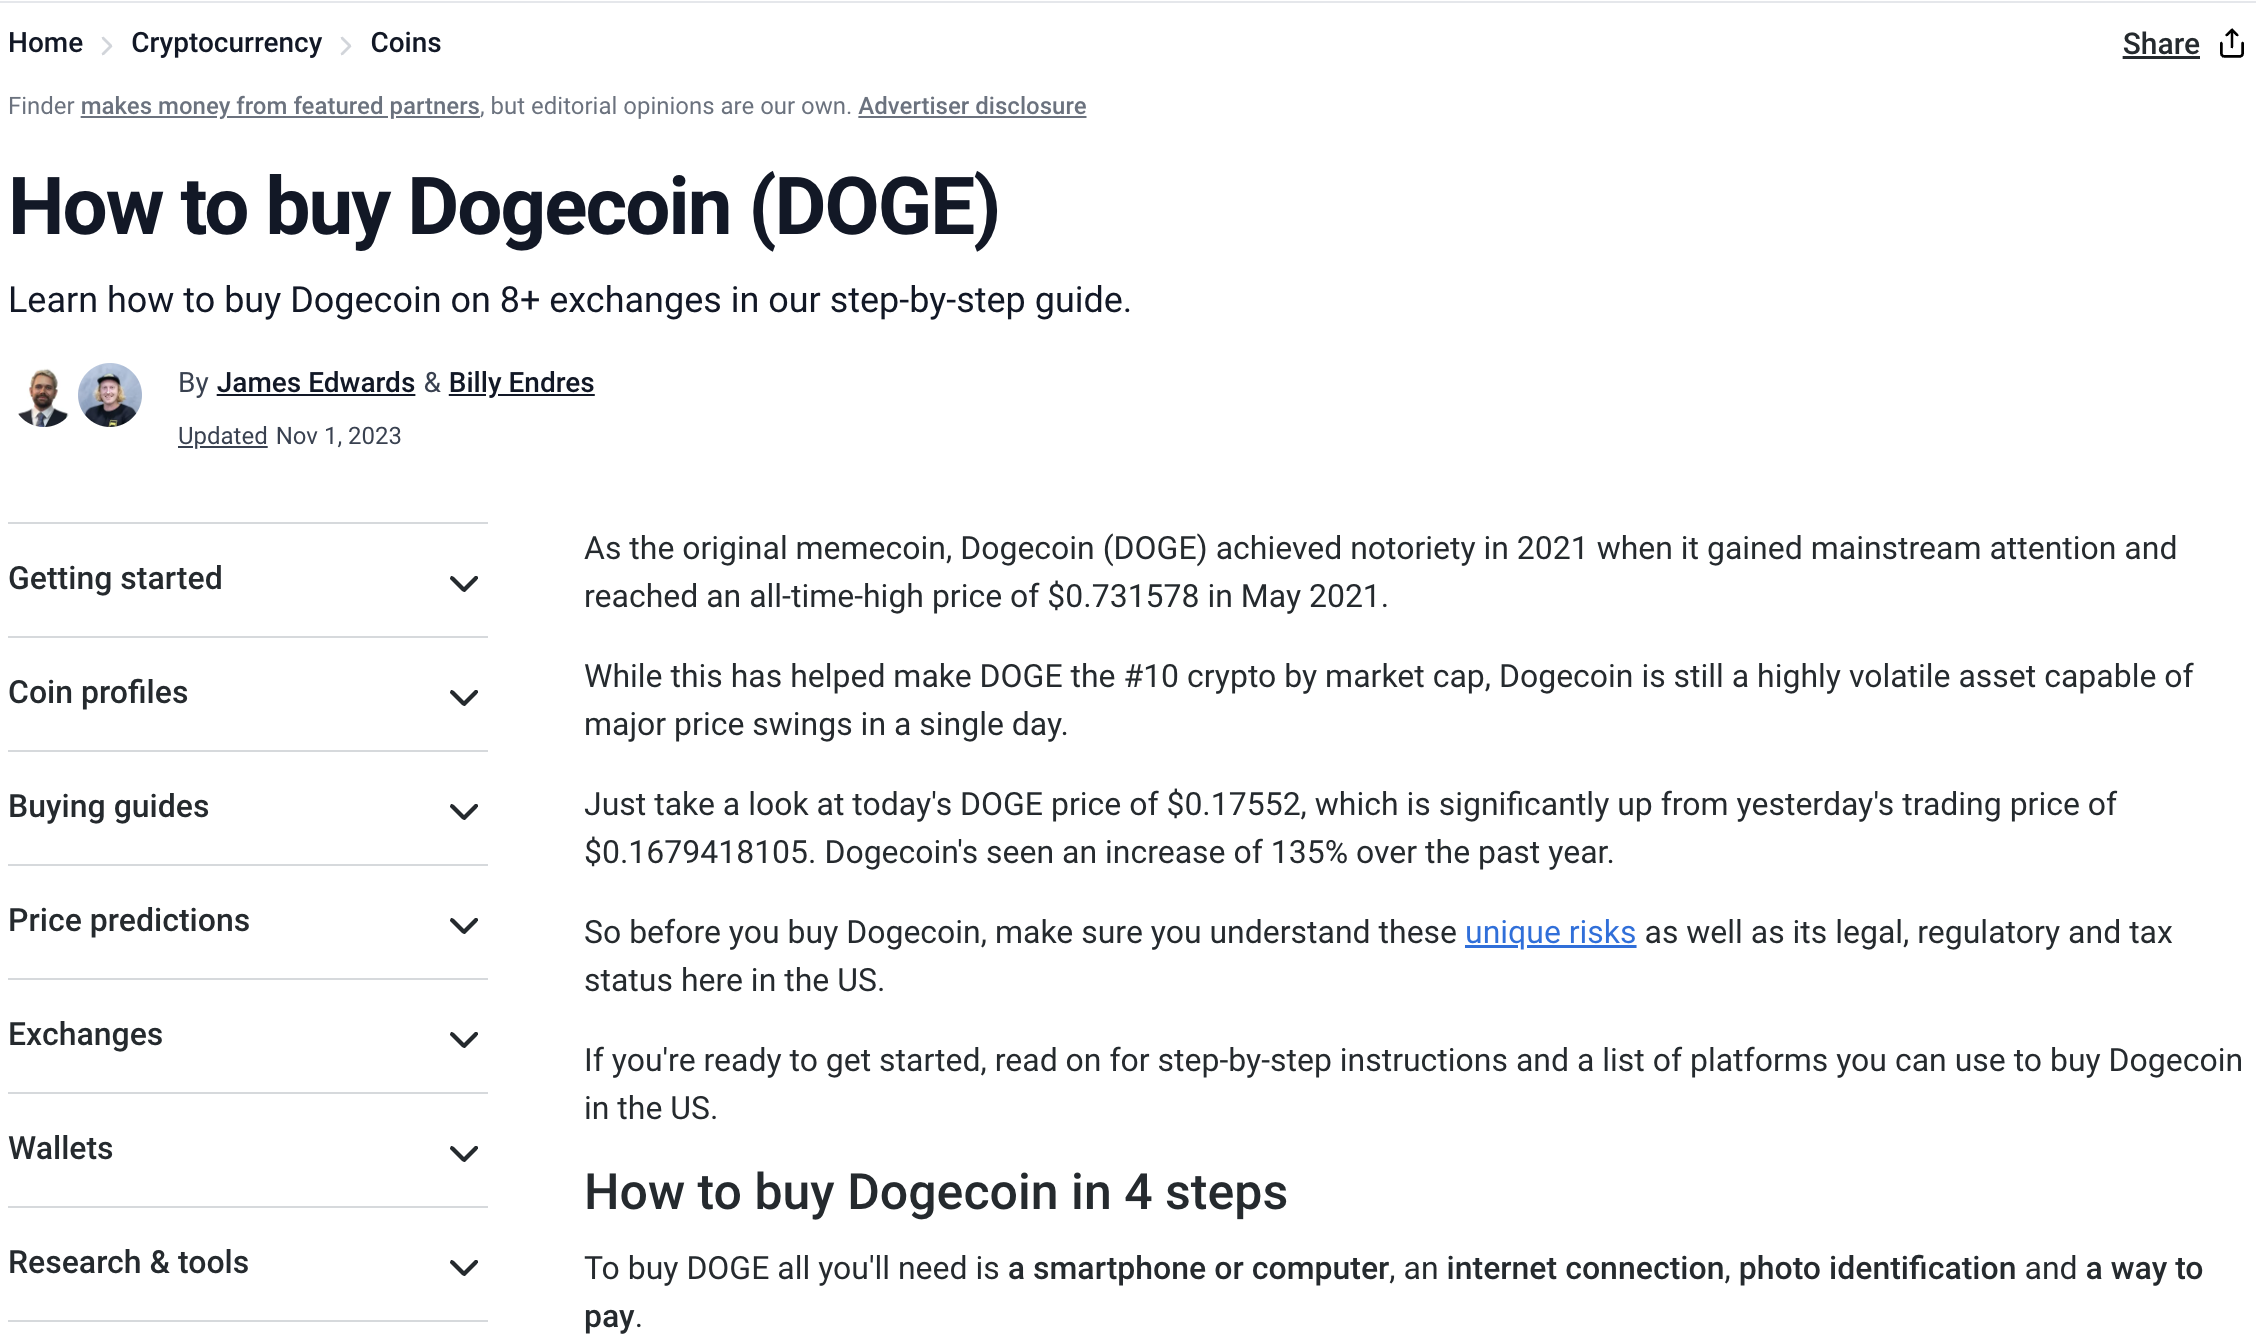 Home > Cryptocurrency > Coins
Share
Finder makes money from featured partners, but editorial opinions are our own. Advertiser disclosure
How to buy Dogecoin (DOGE)
Learn how to buy Dogecoin on 8+ exchanges in our step-by-step guide.
By James Edwards & Billy Endres
Updated Nov 1, 2023
Getting started
Coin profiles
Buying guides
Price predictions
Exchanges
Wallets
Research & tools
As the original memecoin, Dogecoin (DOGE) achieved notoriety in 2021 when it gained mainstream attention and
reached an all-time-high price of $0.731578 in May 2021.
While this has helped make DOGE the #10 crypto by market cap, Dogecoin is still a highly volatile asset capable of
major price swings in a single day.
Just take a look at today's DOGE price of $0.17552, which is significantly up from yesterday's trading price of
$0.1679418105. Dogecoin's seen an increase of 135% over the past year.
So before you buy Dogecoin, make sure you understand these unique risks as well as its legal, regulatory and tax
status here in the US.
If you're ready to get started, read on for step-by-step instructions and a list of platforms you can use to buy Dogecoin
in the US.
How to buy Dogecoin in 4 steps
To buy DOGE all you'll need is a smartphone or computer, an internet connection, photo identification and a way to
pay.